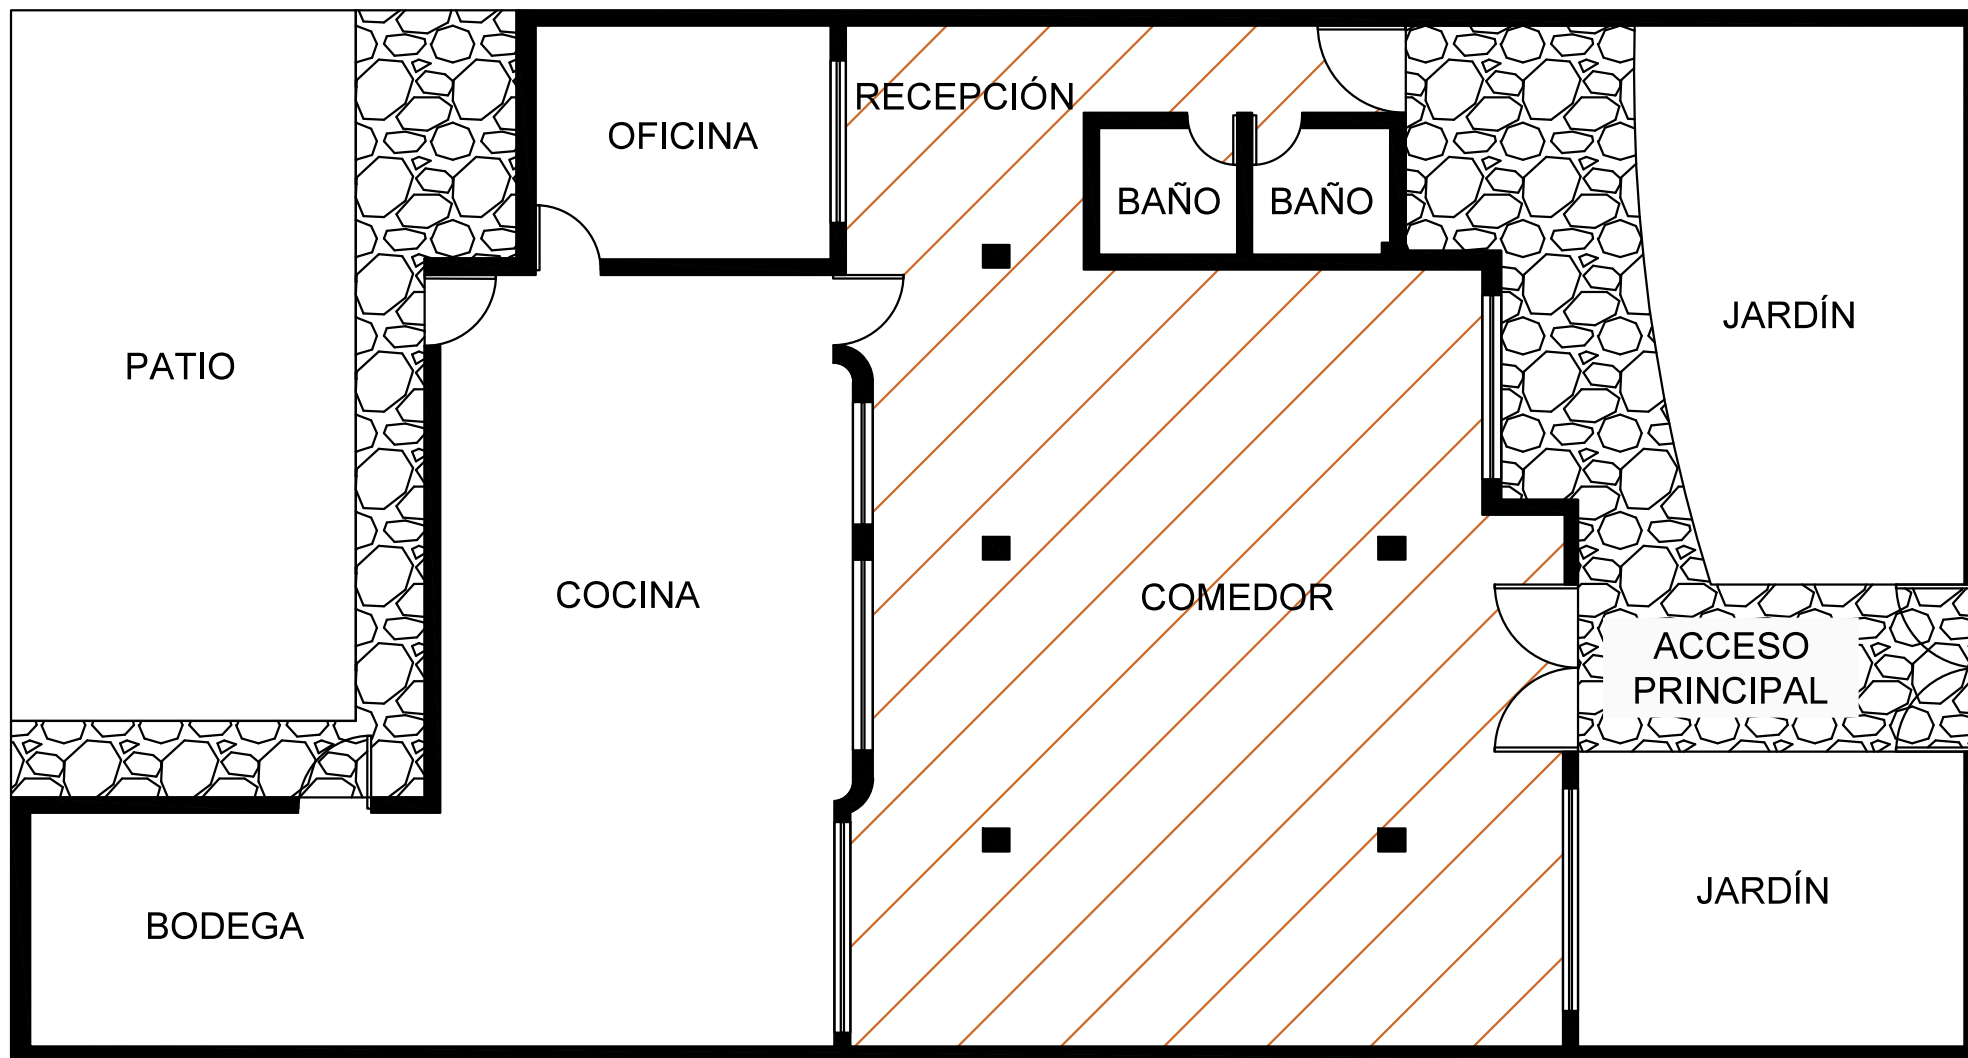 RECEPCIÓN
OFICINA
BAÑO
BAÑO
JARDÍN
PATIO
COCINA
COMEDOR
ACCESO
PRINCIPAL
JARDÍN
BODEGA